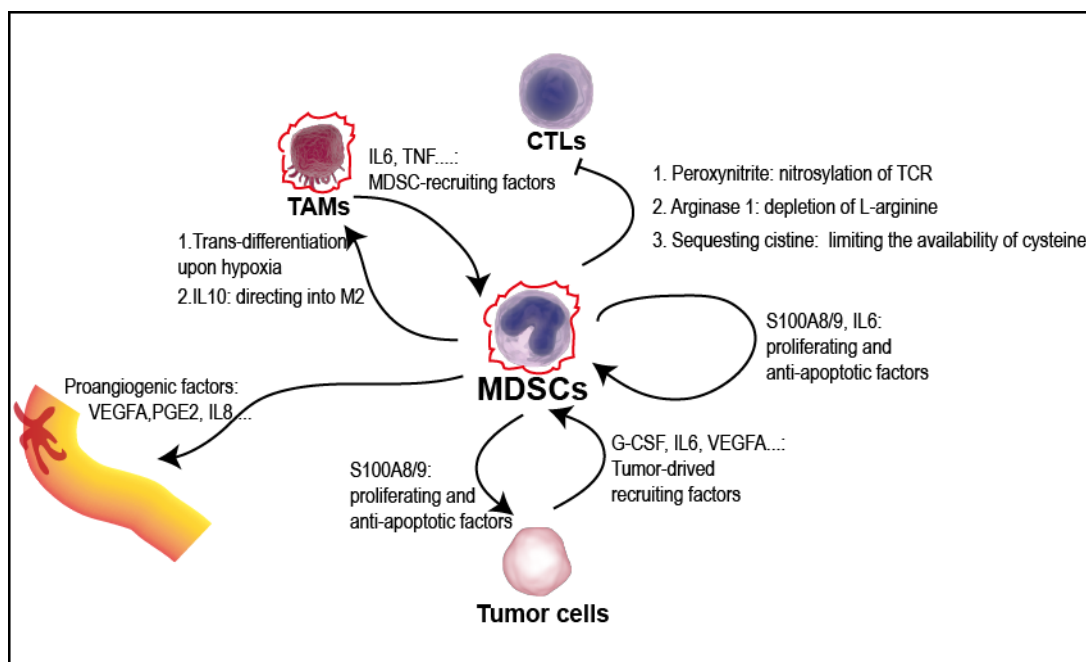 CTLs
IL6, TNF....:
MDSC-recruiting factors
TAMs
1. Peroxynitrite: nitrosylation of TCR
2. Arginase 1: depletion of L-arginine
3. Sequesting cistine: limiting the availability of cysteine
1.Trans-differentiation
upon hypoxia
2.IL10: directing into M2
S100A8/9, IL6:
proliferating and
anti-apoptotic factors
MDSCs
Proangiogenic factors:
VEGFA,PGE2, IL8....
G-CSF, IL6, VEGFA....:
Tumor-drived
recruiting factors
S100A8/9:
proliferating and
anti-apoptotic factors
Tumor cells